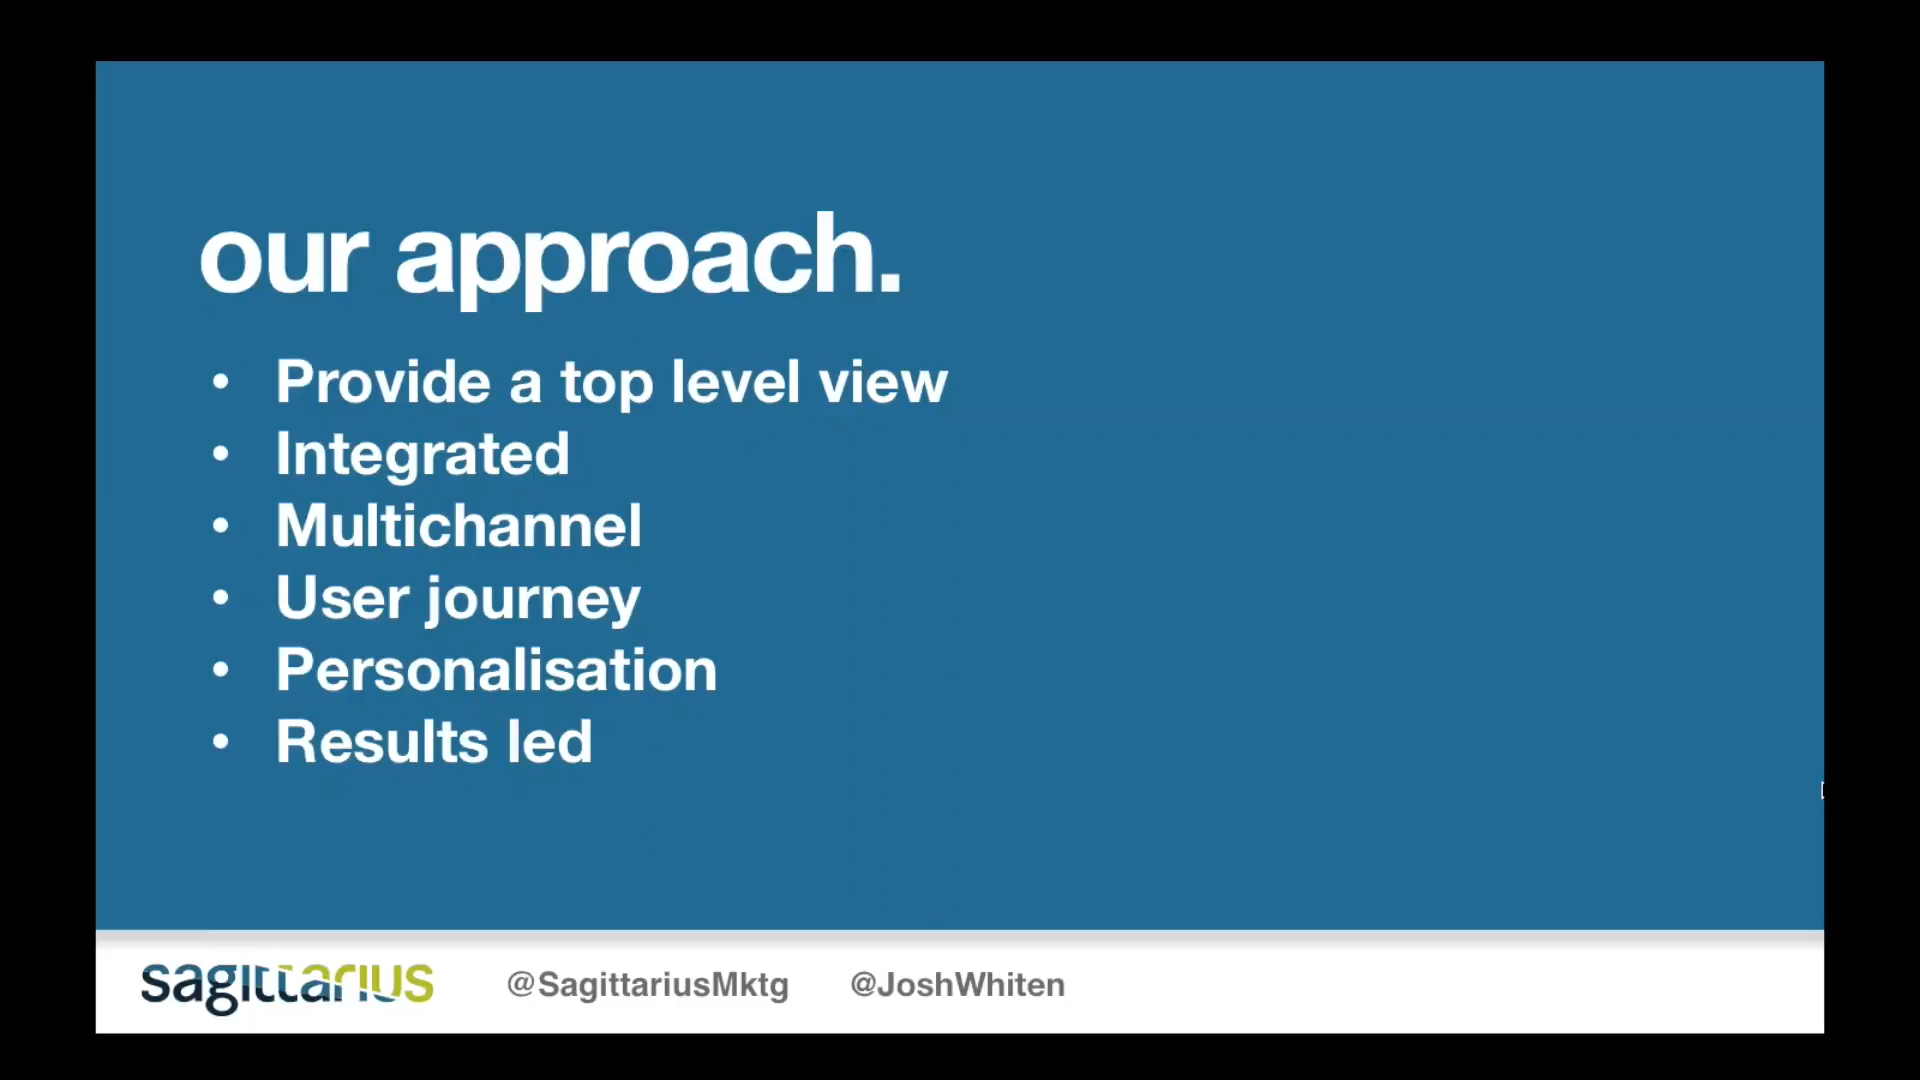 our approach.
• Provide a top level view
• Integrated
• Multichannel
• User journey
• Personalisation
• Results led
sagittarius @SagittariusMktg @JoshWhiten